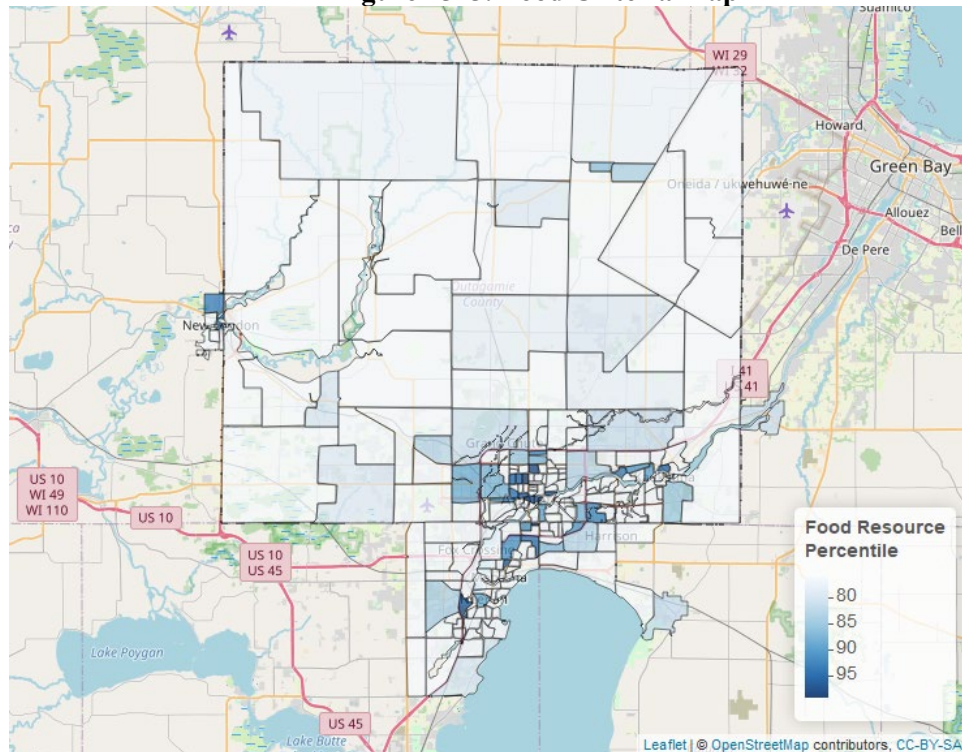 Suamico
WI 29
WI 32
Howard
Green Bay
Oneida / ukwehuwé·ne
Allouez
De Pere
Outagamie
County
41
41
Grand Chute
US 10
WI 49
WI 110
US 10
US 10
US 45
Fox Crossing
Harrison
Lake Poygan
US 45
Lake Butte
Food Resource
Percentile
80
85
90
95
Leaflet | © OpenStreetMap contributors, CC-BY-SA